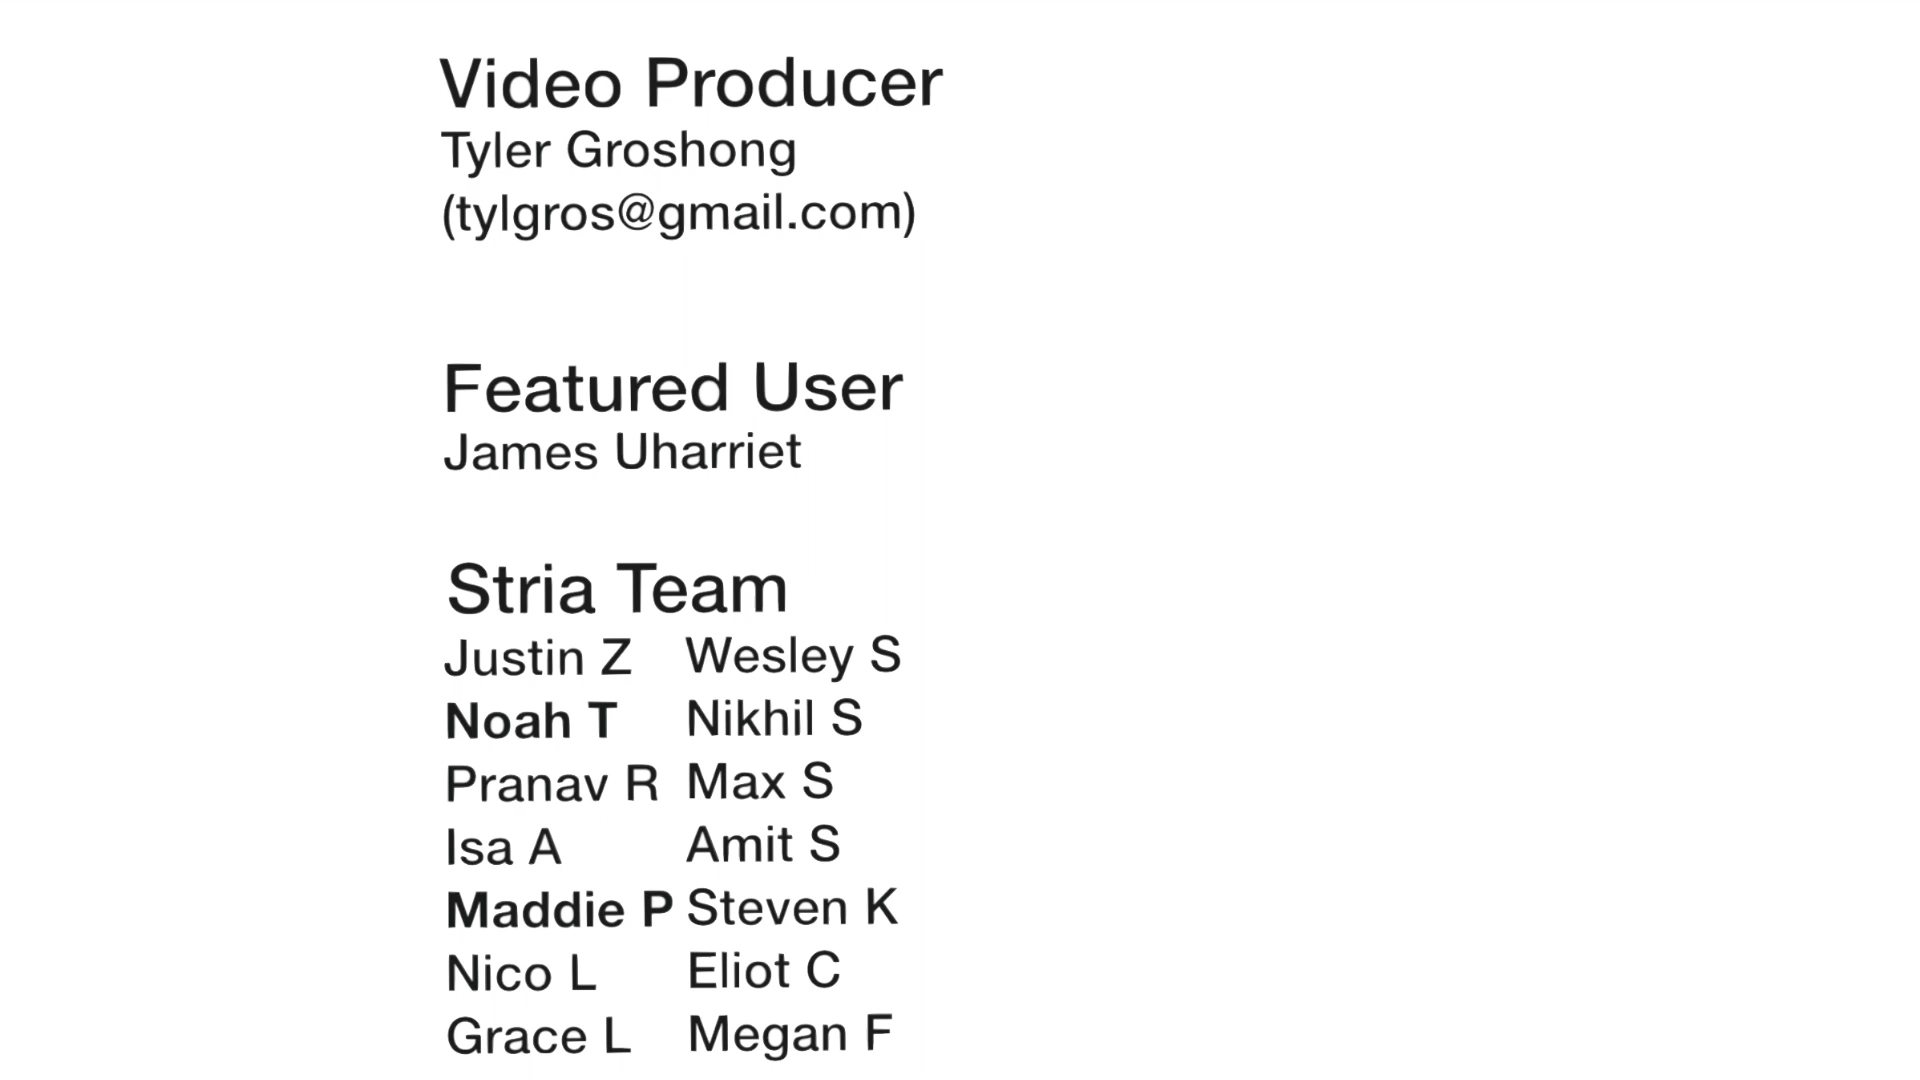 Video Producer
Tyler Groshong
(tylgros@gmail.com)
Featured User
James Uharriet
Stria Team
Justin Z Wesley S
Noah T Nikhil S
Pranav R Max S
Isa A Amit S
Maddie P Steven K
Nico L Eliot C
Grace L Megan F